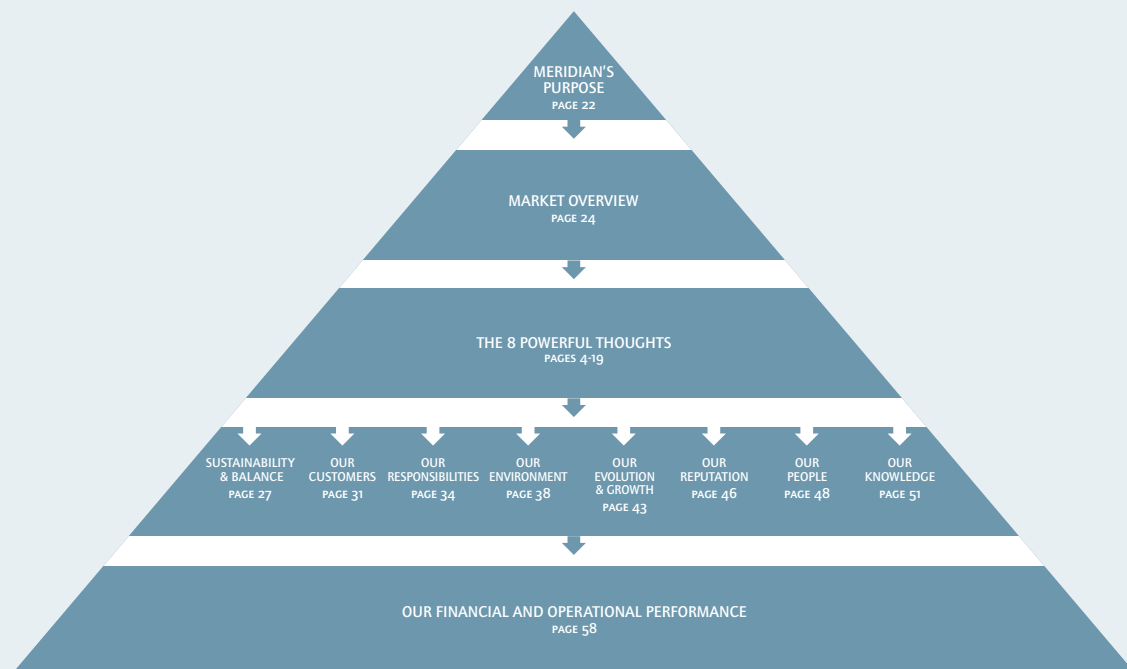 MERIDIAN'S
PURPOSE
PAGE 22
MARKET OVERVIEW
PAGE 24
THE 8 POWERFUL THOUGHTS
PAGES 4-19
SUSTAINABILITY
& BALANCE
PAGE 27
OUR
CUSTOMERS
PAGE 31
OUR
RESPONSIBILITIES
PAGE 34
OUR
ENVIRONMENT
PAGE 38
OUR
EVOLUTION
& GROWTH
PAGE 43
OUR
REPUTATION
PAGE 46
OUR
PEOPLE
PAGE 48
OUR
KNOWLEDGE
PAGE 51
OUR FINANCIAL AND OPERATIONAL PERFORMANCE
PAGE 58